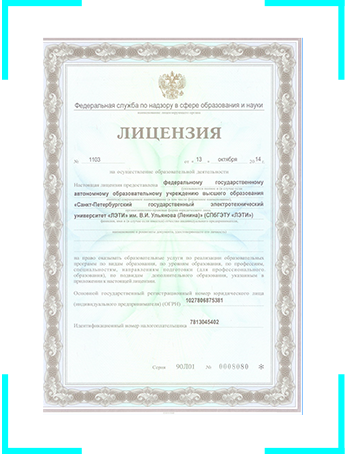 Федеральная служба по надзору в сфере образования и науки
ЛИЦЕНЗИЯ
№ 1103 от « 13 » октября 20 14 г.
на осуществление образовательной деятельности
Настоящая лицензия предоставлена федеральному государственному
автономному образовательному учреждению высшего образования
«Санкт-Петербургский государственный электротехнический
университет «ЛЭТИ» им. В.И. Ульянова (Ленина)» (СПбГЭТУ «ЛЭТИ»)
на право оказывать образовательные услуги по реализации образовательных
программ по видам образования, по уровням образования, по профессиям,
специальностям, направлениям подготовки (для профессионального
образования), по подвидам дополнительного образования, указанным в
приложении к настоящей лицензии.
Основной государственный регистрационный номер юридического лица
(индивидуального предпринимателя) (ОГРН) 1027806875381
Идентификационный номер налогоплательщика 7813045402
Серия 90Л01 № 0008080 *